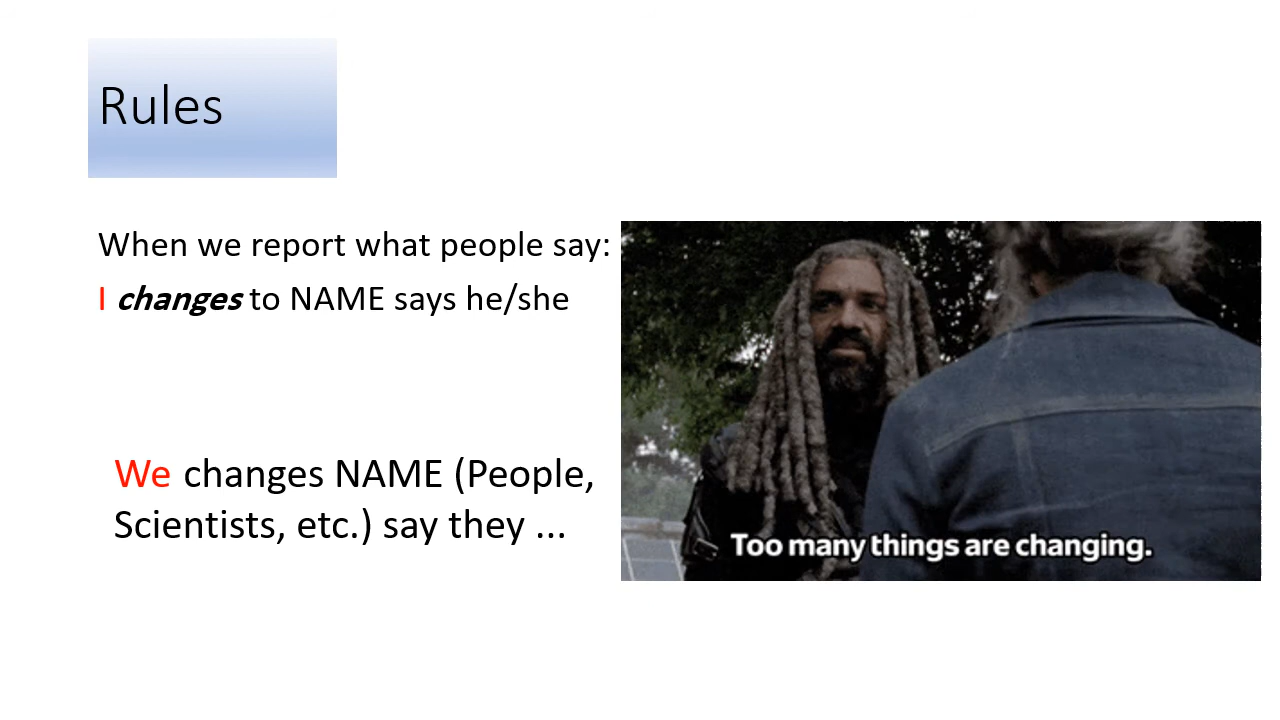 Rules
When we report what people say:
I changes to NAME says he/she
We changes NAME (People,
Scientists, etc.) say they ...
Too many things are changing.